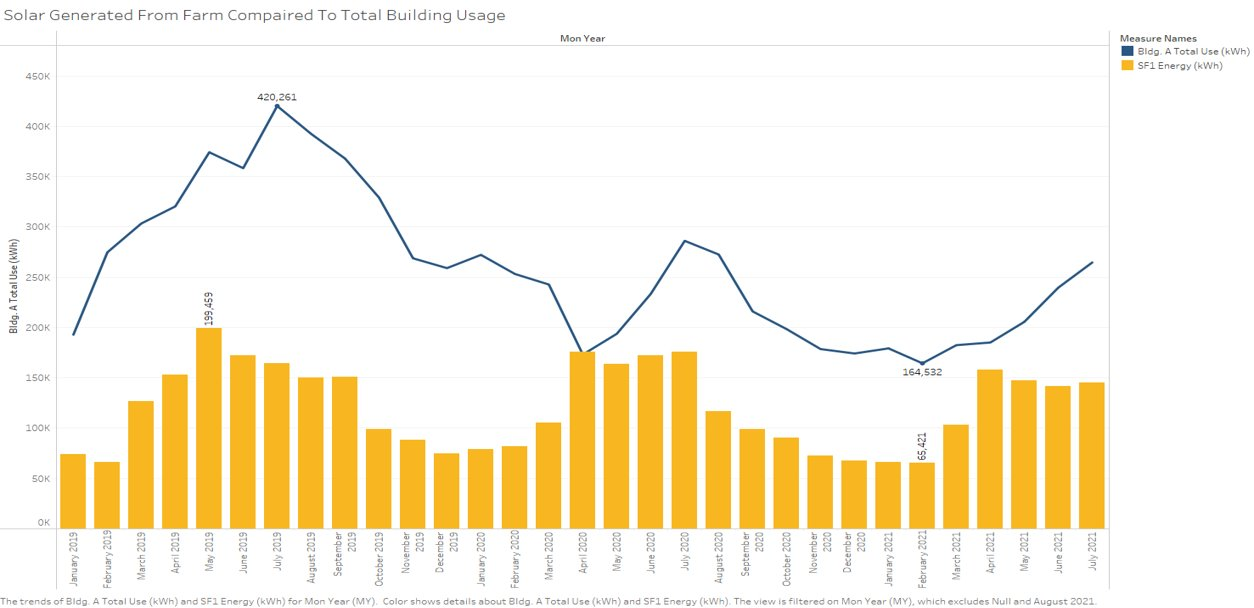 Solar Generated From Farm Compaired To Total Building Usage
Mon Year
Measure Names
Bldg. A Total Use (kWh)
SF1 Energy (kWh)
450K
400K
350K
300K
250K
200K
150K
100K
50K
0K
Bldg. A Total Use (kWh)
420,261
199,459
164,532
65,421
January 2019
February 2019
March 2019
April 2019
May 2019
June 2019
July 2019
August 2019
September
2019
October 2019
November
2019
December
2019
January 2020
February 2020
March 2020
April 2020
May 2020
June 2020
July 2020
August 2020
September
2020
October 2020
November
2020
December
2020
January 2021
February 2021
March 2021
April 2021
May 2021
June 2021
July 2021
The trends of Bldg. A Total Use (kWh) and SF1 Energy (kWh) for Mon Year (MY). Color shows details about Bldg. A Total Use (kWh) and SF1 Energy (kWh). The view is filtered on Mon Year (MY), which excludes Null and August 2021.